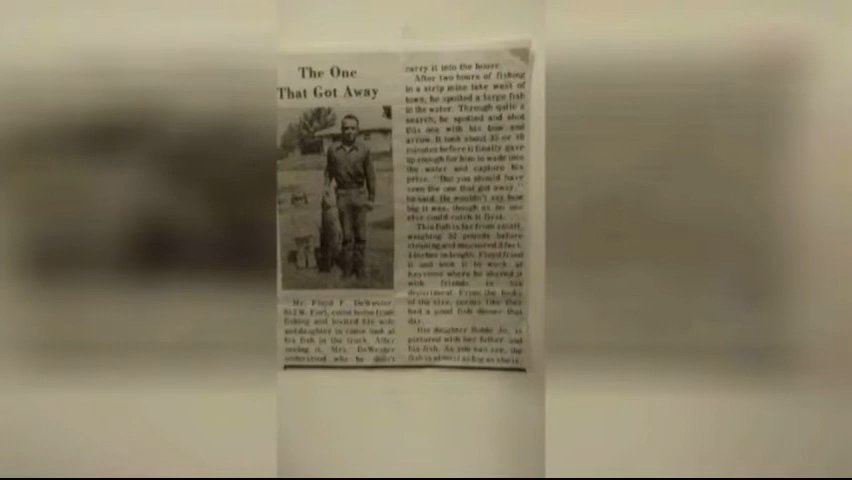 The One
That Got Away
Mr. Floyd F. DeWester
W. Fort, came home from
fishing and invited his wife
and daughter to come look at
his fish in the truck. After
seeing it, Mrs. DeWester
understood why he didn't
carry it into the house.
After two hours of fishing
in a strip mine lake west of
town, he spotted a large fish
in the water. Through quite a
search, he spotted and shot
this one with his bow and
arrow. It took about 35 or 40
minutes before it finally gave
up enough for him to wade into
the water and capture his
prize. "But you should have
seen the one that got away,"
he said. He wouldn't say how
big it was, though as no one
else could catch it first.
This fish is far from small,
weighing 32 pounds before
cleaning and measured 3 feet,
4 inches in length. Floyd fried
it and took it to work at
Keystone where he shared it
with friends in his
department. From the looks
of the size, seems like they
had a good fish dinner that
day.
His daughter Bobbi Jo, is
pictured with her father and
his fish. As you can see, the
fish is almost as big as she is.